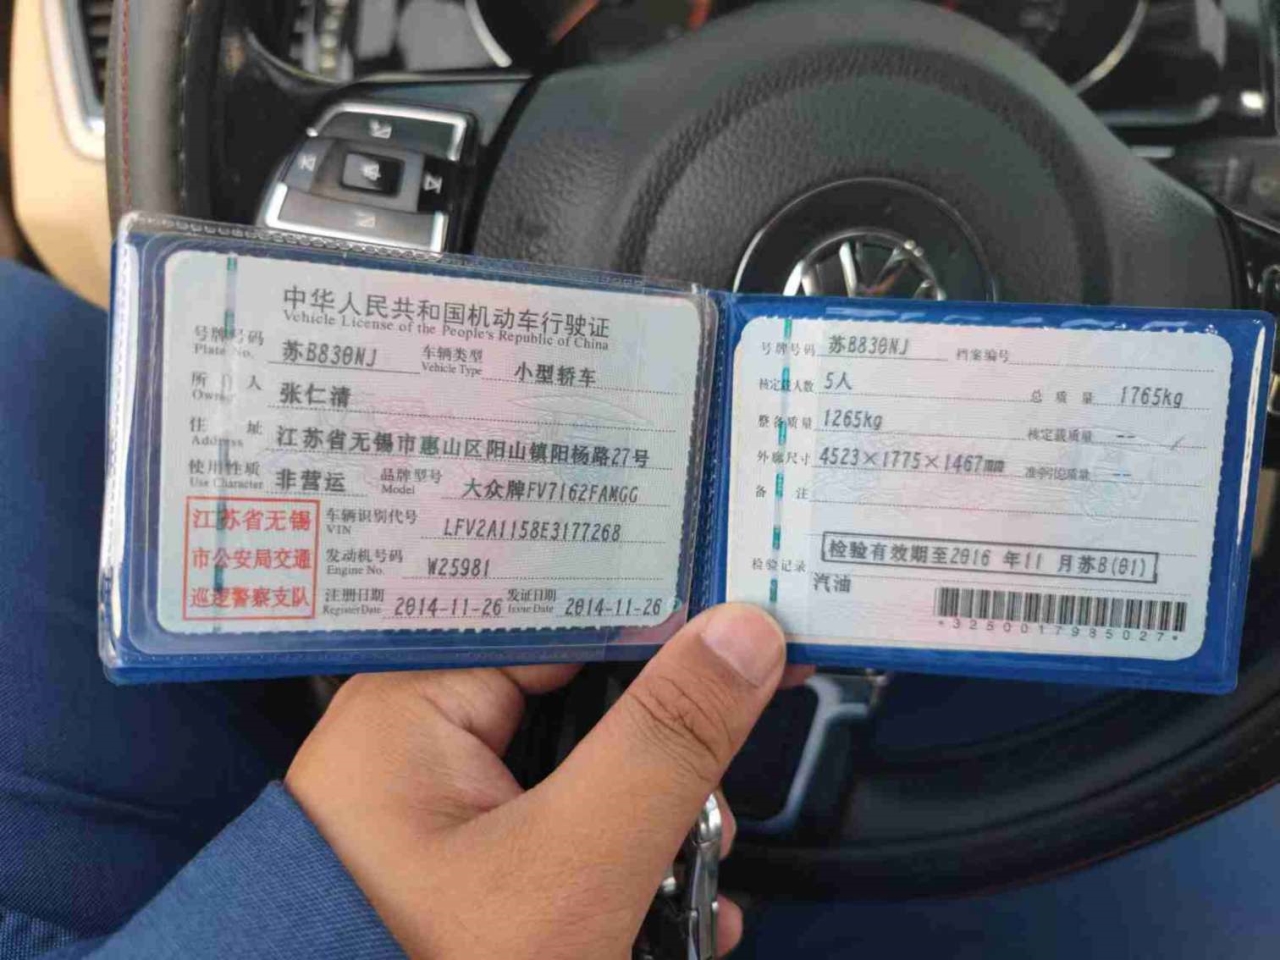 中华人民共和国机动车行驶证
Vehicle License of the People's Republic of China
号牌号码 苏B830NJ 车辆类型 小型轿车
Plate No. Vehicle Type
所有人 张仁清
Owner
住址 江苏省无锡市惠山区阳山镇阳杨路27号
Address
使用性质 非营运 品牌型号 大众牌FV7162FAMGG
Use Character Model
江苏省无锡
市公安局交通
巡逻警察支队
车辆识别代号 LFV2A1158E3177268
VIN
发动机号码 W25981
Engine No.
注册日期 2014-11-26 发证日期 2014-11-26
Register Date Issue Date
号牌号码 苏B830NJ 档案编号
核定载人数 5人 总质量 1765kg
整备质量 1265kg 核定载质量 --
外廓尺寸 4523×1775×1467mm 准牵引总质量 --
备注
检验有效期至2016 年11 月苏B(01)
检验记录
汽油
*3250017985027*